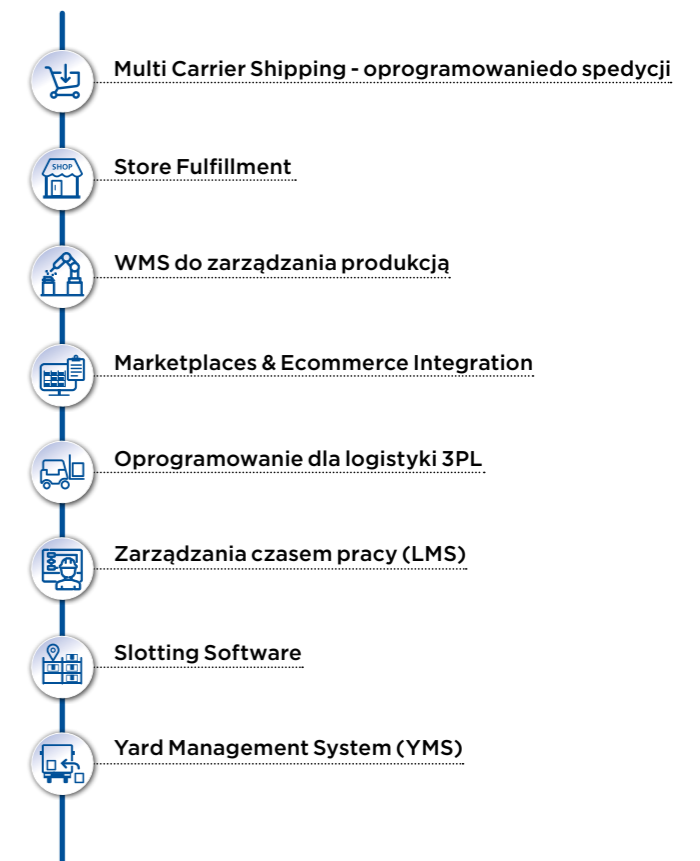 Multi Carrier Shipping - oprogramowaniedo spedycji
SHOP
Store Fulfillment
WMS do zarządzania produkcją
Marketplaces & Ecommerce Integration
Oprogramowanie dla logistyki 3PL
Zarządzania czasem pracy (LMS)
Slotting Software
Yard Management System (YMS)